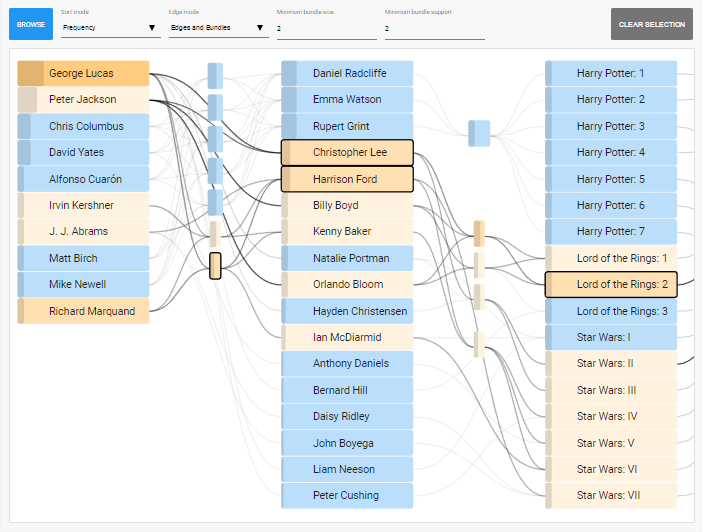 BROWSE
Sort mode
Frequency
Edge mode
Edges and Bundles
Minimum bundle size
2
Minimum bundle support
2
CLEAR SELECTION
George Lucas
Peter Jackson
Chris Columbus
David Yates
Alfonso Cuarón
Irvin Kershner
J. J. Abrams
Matt Birch
Mike Newell
Richard Marquand
Daniel Radcliffe
Emma Watson
Rupert Grint
Christopher Lee
Harrison Ford
Billy Boyd
Kenny Baker
Natalie Portman
Orlando Bloom
Hayden Christensen
Ian McDiarmid
Anthony Daniels
Bernard Hill
Daisy Ridley
John Boyega
Liam Neeson
Peter Cushing
Harry Potter: 1
Harry Potter: 2
Harry Potter: 3
Harry Potter: 4
Harry Potter: 5
Harry Potter: 6
Harry Potter: 7
Lord of the Rings: 1
Lord of the Rings: 2
Lord of the Rings: 3
Star Wars: I
Star Wars: II
Star Wars: III
Star Wars: IV
Star Wars: V
Star Wars: VI
Star Wars: VII